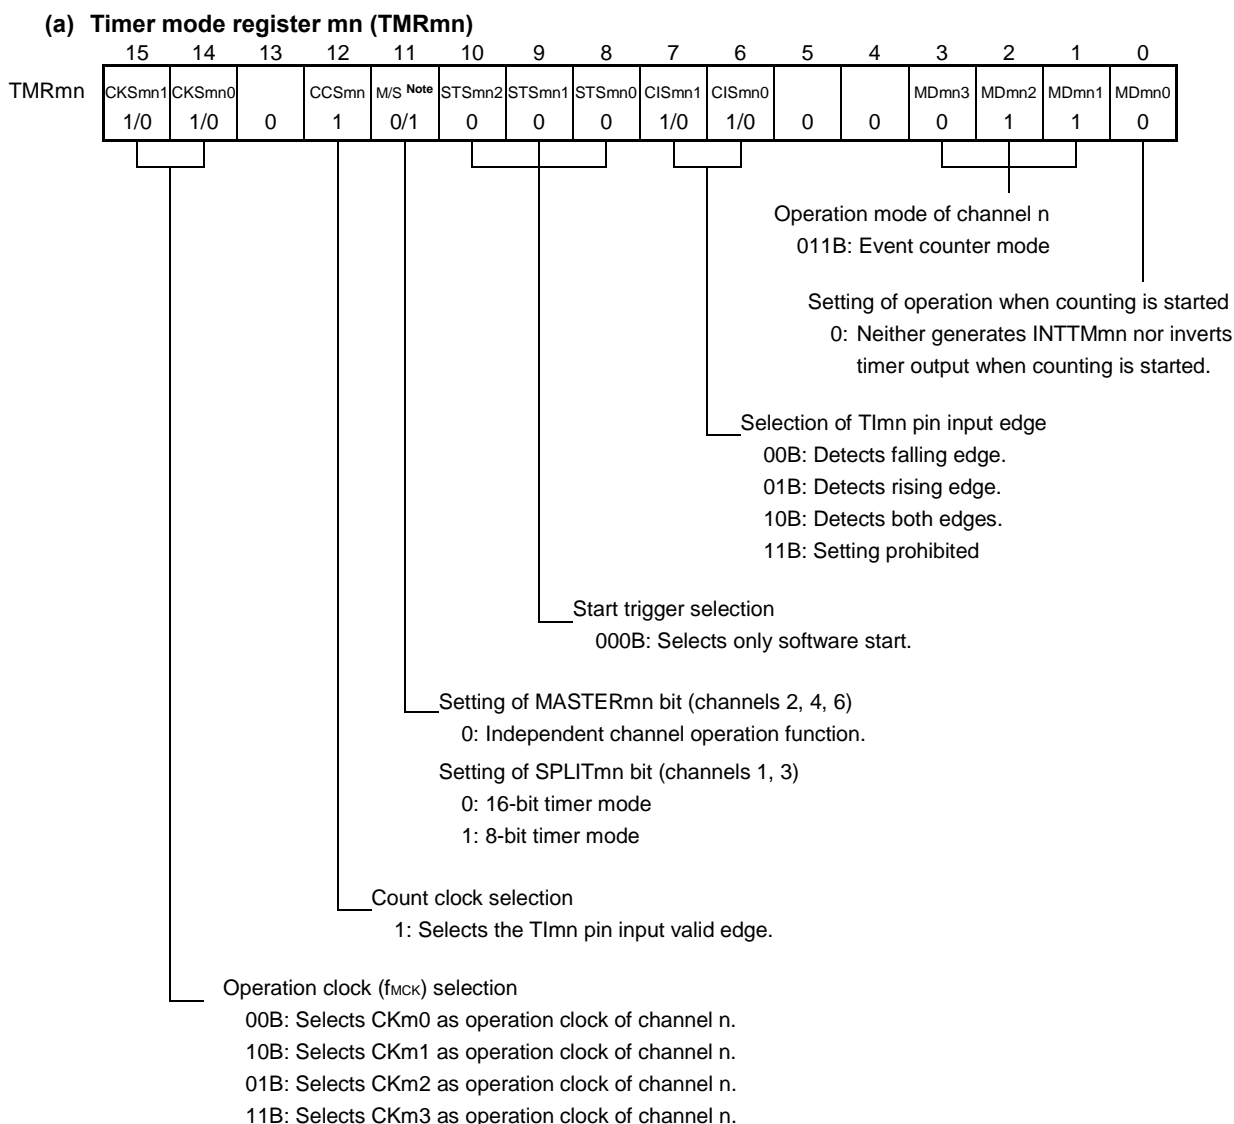 (a) Timer mode register mn (TMRmn)
15 14 13 12 11 10 9 8 7 6 5 4 3 2 1 0
TMRmn CKSmn1 CKSmn0 CCSmn M/S Note STSmn2 STSmn1 STSmn0 CISmn1 CISmn0 MDmn3 MDmn2 MDmn1 MDmn0
1/0 1/0 0 1 0/1 0 0 0 1/0 1/0 0 0 0 1 1 0
Operation mode of channel n
011B: Event counter mode
Setting of operation when counting is started
0: Neither generates INTTMmn nor inverts
timer output when counting is started.
Selection of TImn pin input edge
00B: Detects falling edge.
01B: Detects rising edge.
10B: Detects both edges.
11B: Setting prohibited
Start trigger selection
000B: Selects only software start.
Setting of MASTERmn bit (channels 2, 4, 6)
0: Independent channel operation function.
Setting of SPLITmn bit (channels 1, 3)
0: 16-bit timer mode
1: 8-bit timer mode
Count clock selection
1: Selects the TImn pin input valid edge.
Operation clock (fMCK) selection
00B: Selects CKm0 as operation clock of channel n.
10B: Selects CKm1 as operation clock of channel n.
01B: Selects CKm2 as operation clock of channel n.
11B: Selects CKm3 as operation clock of channel n.